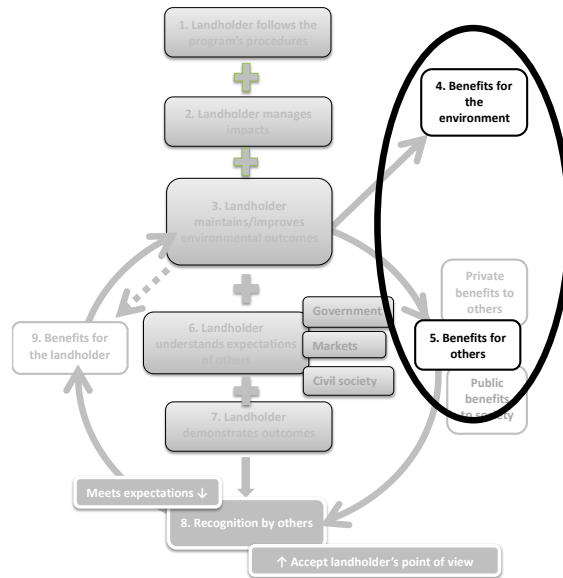 1. Landholder follows the
program's procedures
2. Landholder manages
impacts
4. Benefits for
the
environment
3. Landholder
maintains/improves
environmental outcomes
Private
benefits to
others
Government
5. Benefits for
others
9. Benefits for
the landholder
6. Landholder
understands expectations
of others
Markets
Civil society
Public
benefits
to society
7. Landholder
demonstrates outcomes
Meets expectations ↓
8. Recognition by others
↑ Accept landholder's point of view